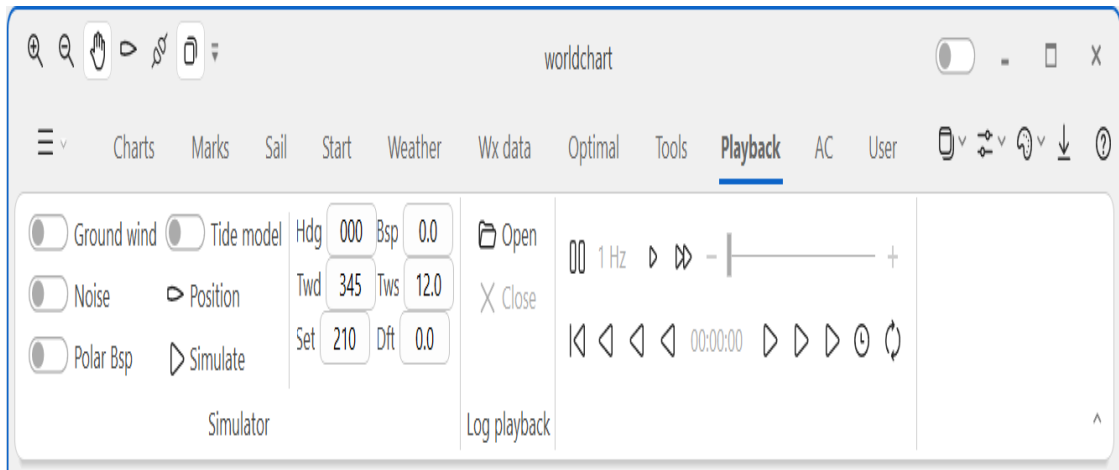 worldchart
Charts Marks Sail Start Weather Wx data Optimal Tools Playback AC User
Ground wind Tide model Hdg 000 Bsp 0.0 Open 1 Hz
Noise Position Twd 345 Tws 12.0 Close
Polar Bsp Simulate Set 210 Dft 0.0 00:00:00
Simulator Log playback